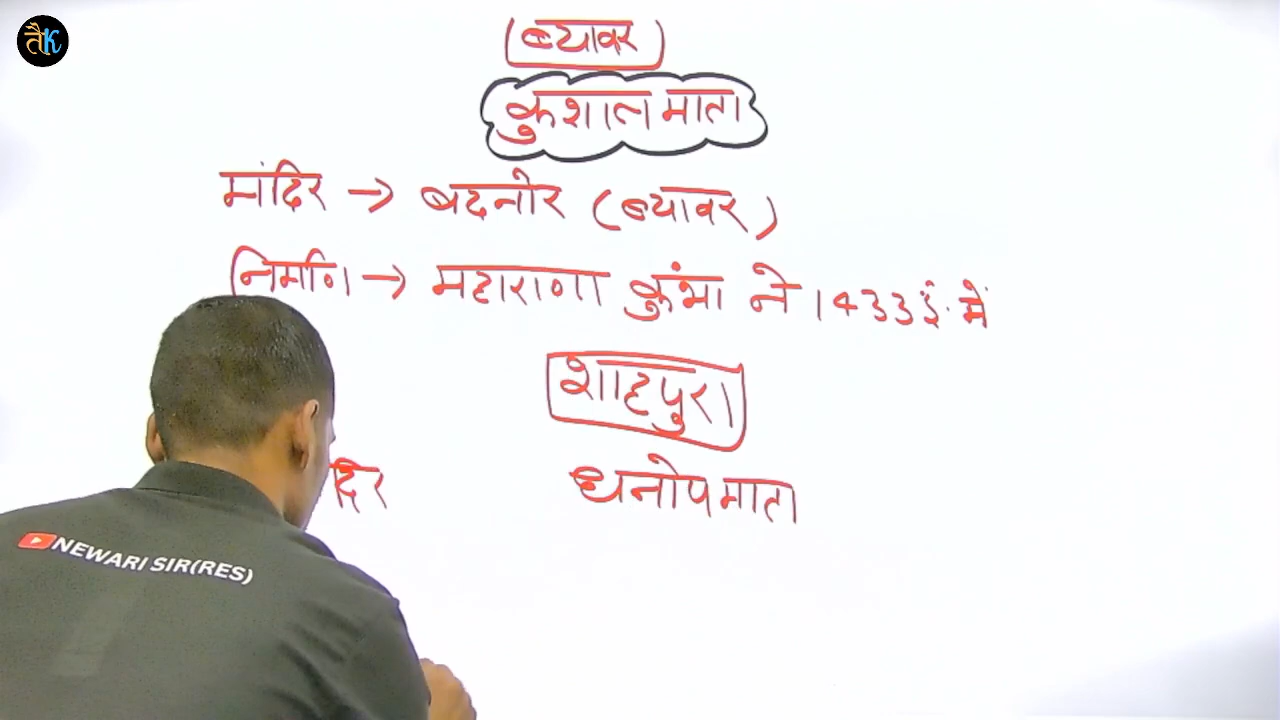 तैK
(ब्यावर)
कुशाल माता
मंदिर → बदनोर (ब्यावर)
निर्माण → महाराणा कुंभा ने 1433 ई. में
शाहपुरा
धनोप माता
NEWARI SIR(RES)